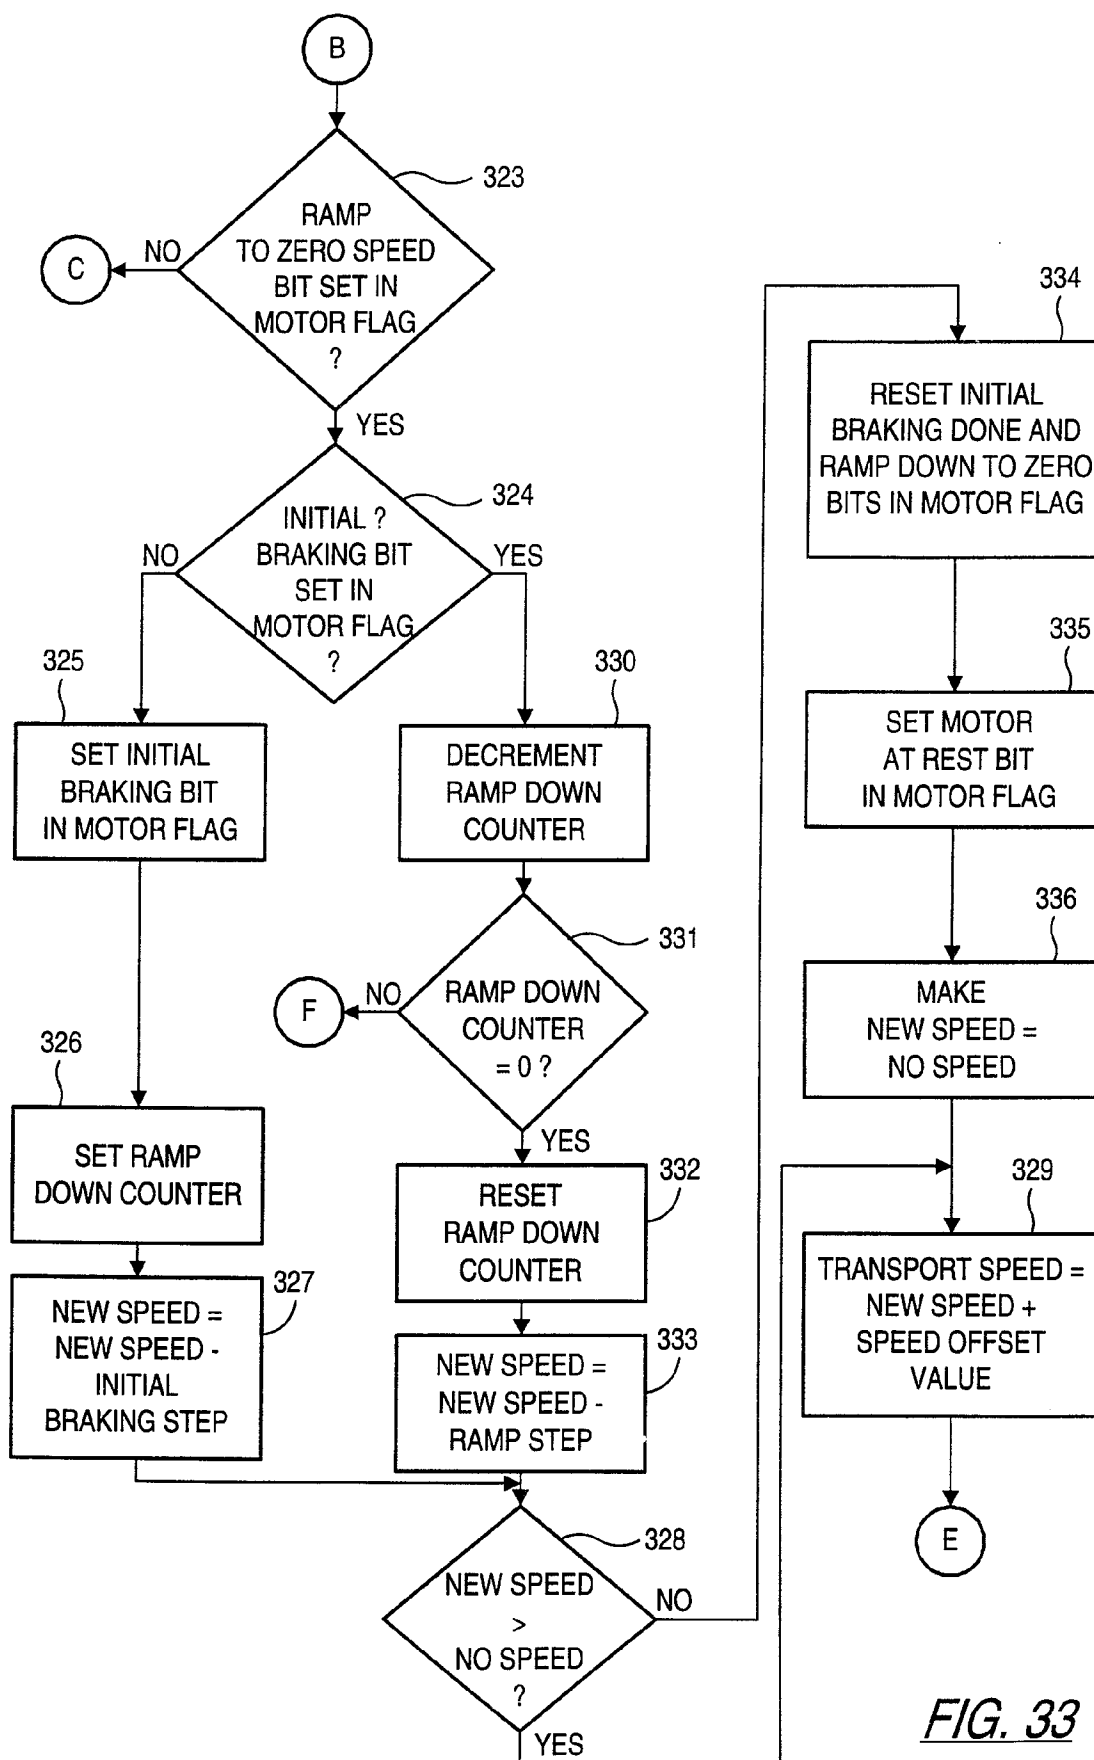 B
323
RAMP
TO ZERO SPEED
BIT SET IN
MOTOR FLAG
?
NO
C
YES
324
INITIAL ?
BRAKING BIT
SET IN
MOTOR FLAG
?
NO
YES
325
SET INITIAL
BRAKING BIT
IN MOTOR FLAG
330
DECREMENT
RAMP DOWN
COUNTER
331
RAMP DOWN
COUNTER
= 0 ?
NO
F
YES
326
SET RAMP
DOWN COUNTER
327
NEW SPEED =
NEW SPEED -
INITIAL
BRAKING STEP
332
RESET
RAMP DOWN
COUNTER
333
NEW SPEED =
NEW SPEED -
RAMP STEP
328
NEW SPEED
>
NO SPEED
?
NO
YES
334
RESET INITIAL
BRAKING DONE AND
RAMP DOWN TO ZERO
BITS IN MOTOR FLAG
335
SET MOTOR
AT REST BIT
IN MOTOR FLAG
336
MAKE
NEW SPEED =
NO SPEED
329
TRANSPORT SPEED =
NEW SPEED +
SPEED OFFSET
VALUE
E
FIG. 33